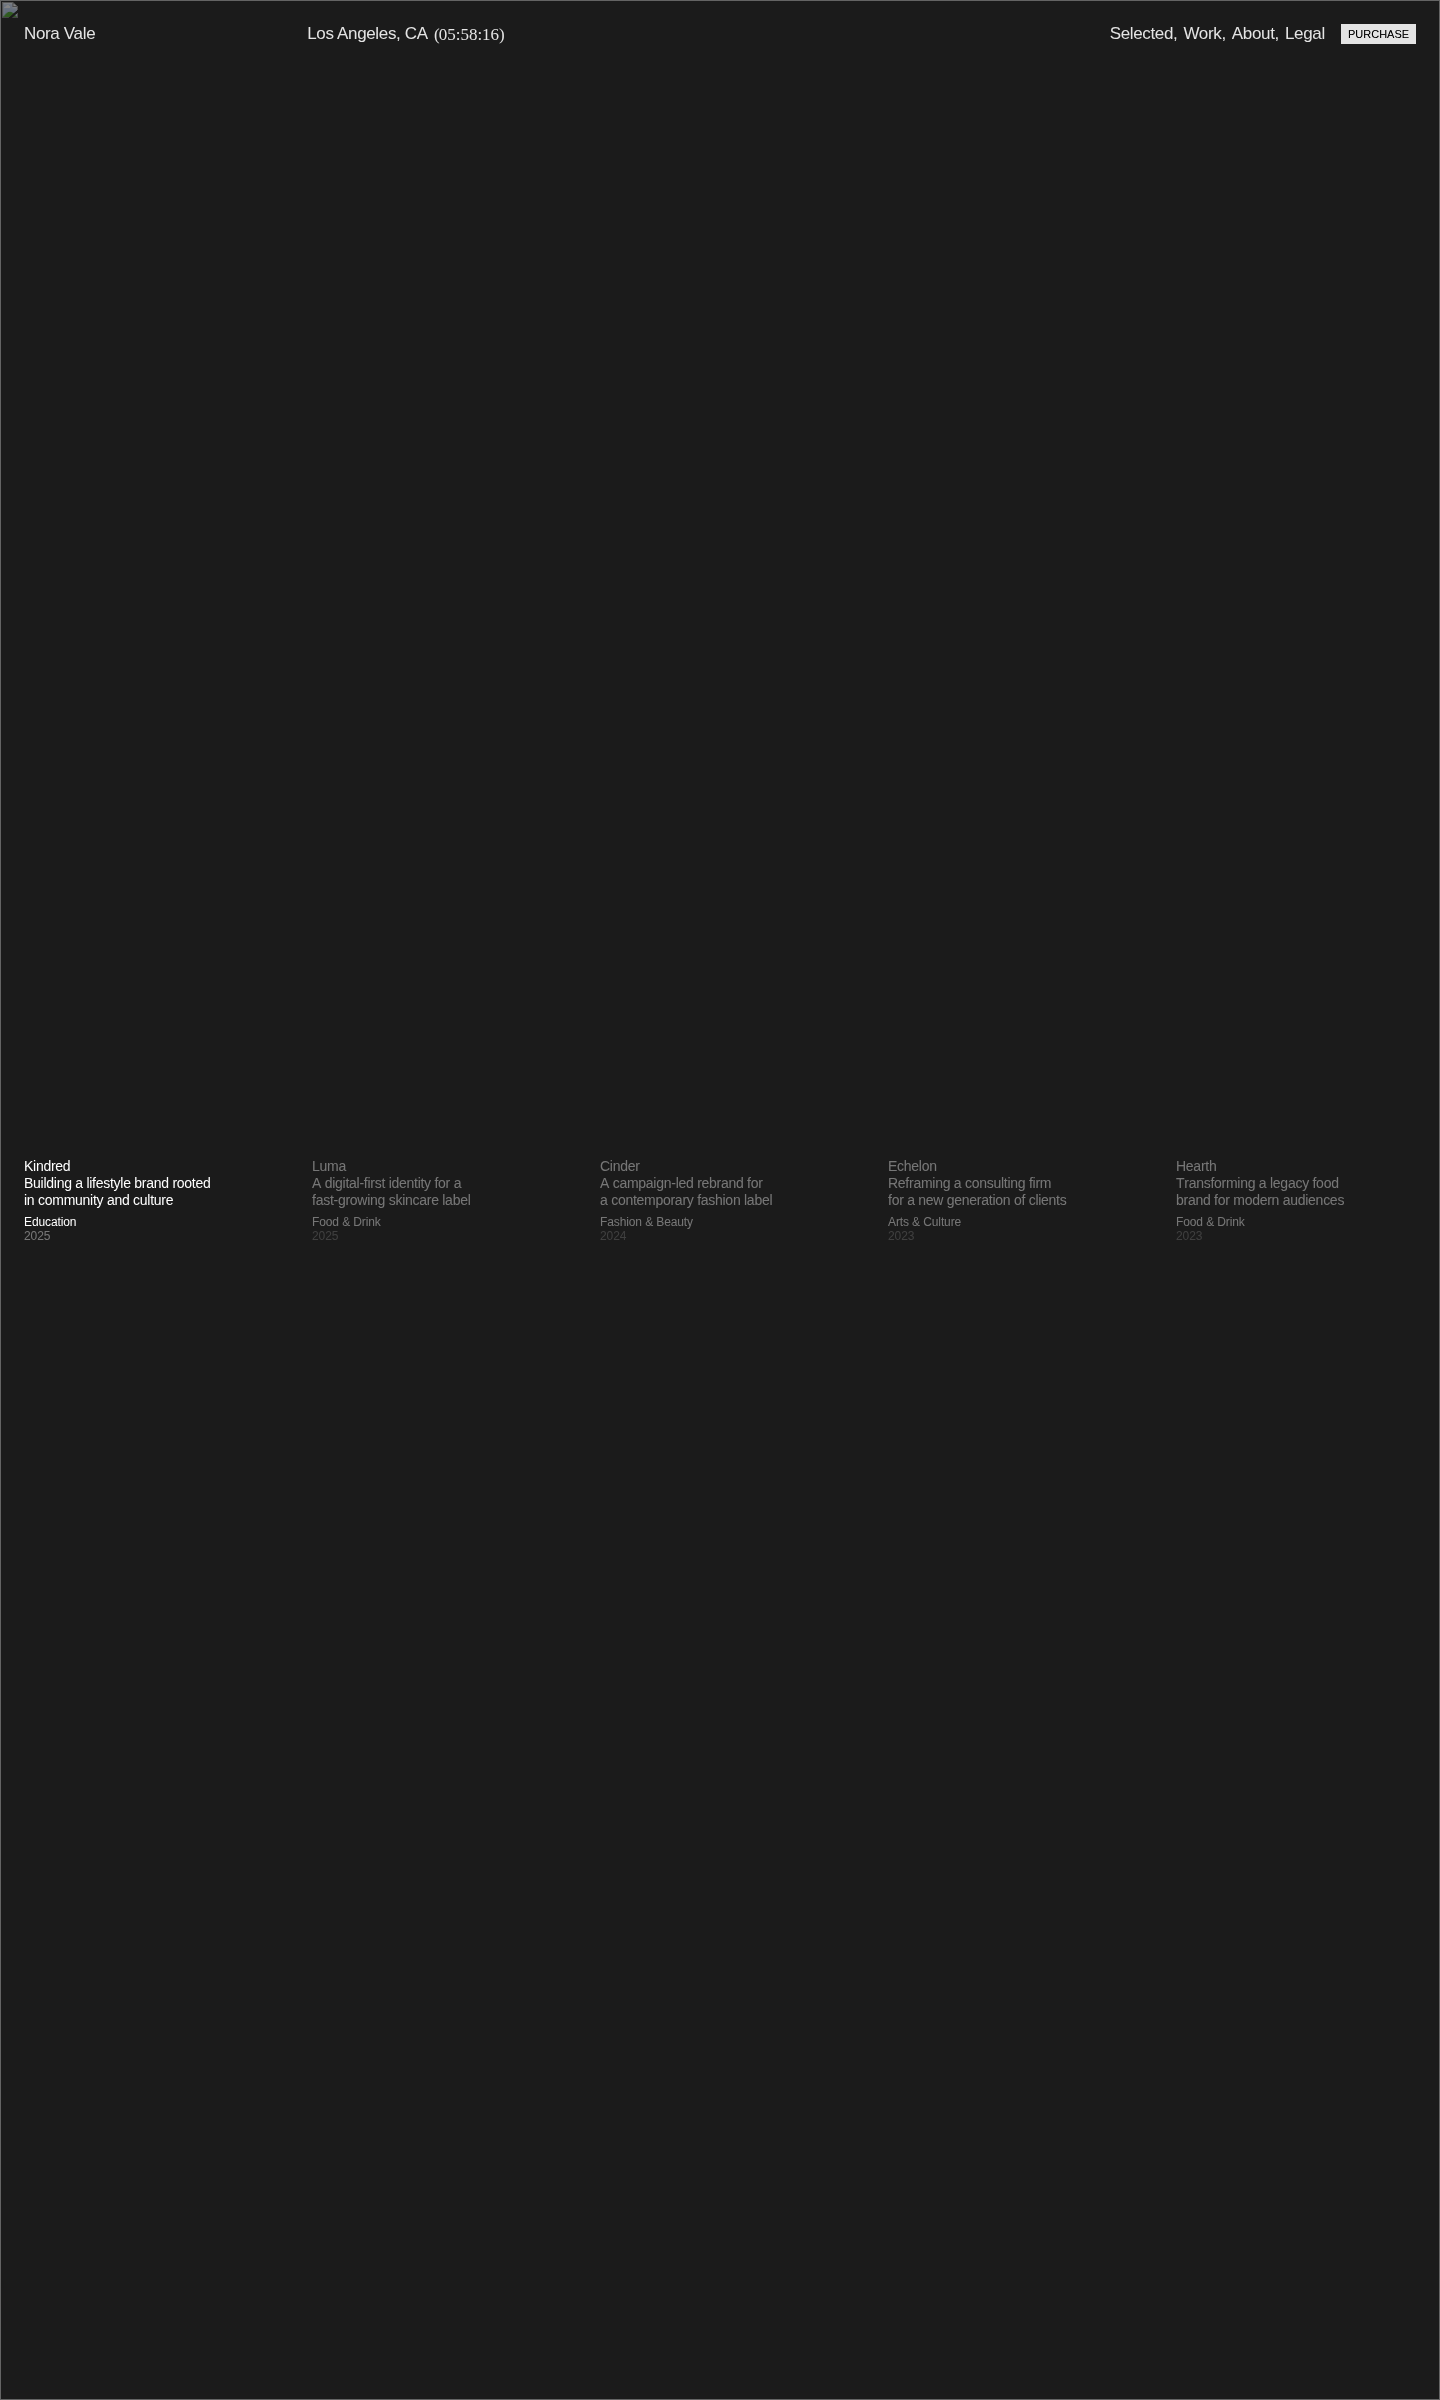 Nora Vale
Los Angeles, CA (05:58:16)
Selected, Work, About, Legal
PURCHASE
Kindred
Building a lifestyle brand rooted
in community and culture
Education
2025
Luma
A digital-first identity for a
fast-growing skincare label
Food & Drink
2025
Cinder
A campaign-led rebrand for
a contemporary fashion label
Fashion & Beauty
2024
Echelon
Reframing a consulting firm
for a new generation of clients
Arts & Culture
2023
Hearth
Transforming a legacy food
brand for modern audiences
Food & Drink
2023